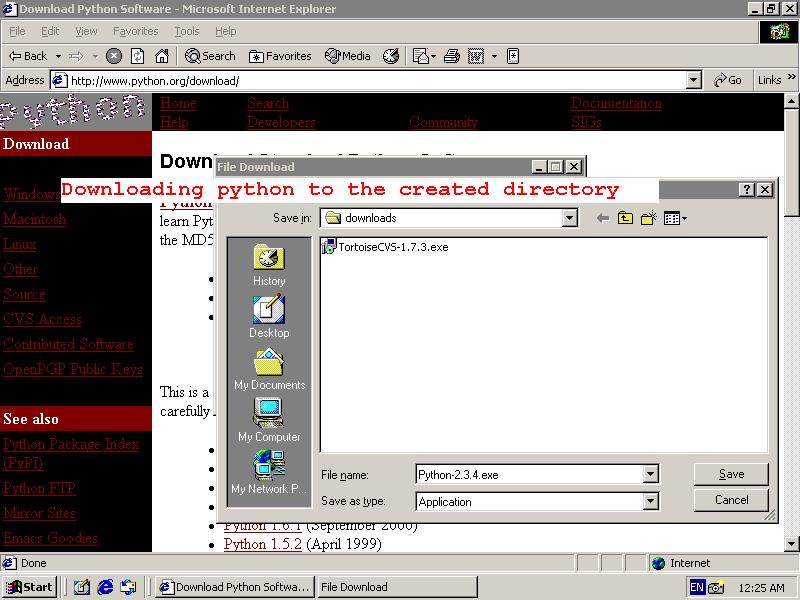 Download Python Software - Microsoft Internet Explorer
File Edit View Favorites Tools Help
Back Search Favorites Media
Address http://www.python.org/download/ Go Links »
python
Home Search Documentation
Help Developers Community SIGs
Download
Windows
Macintosh
Linux
Other
Source
CVS Access
Contributed Software
OpenPGP Public Keys
See also
Python Package Index
(PyPI)
Python FTP
Mirror Sites
Emacs Goodies
File Download
Downloading python to the created directory
Python
learn Pyt
the MD5
This is a
carefully
Save in: downloads
TortoiseCVS-1.7.3.exe
History
Desktop
My Documents
My Computer
My Network P...
File name: Python-2.3.4.exe Save
Save as type: Application Cancel
Python 1.6.1 (September 2000)
Python 1.5.2 (April 1999)
Done Internet
Start Download Python Softwa... File Download EN 12:25 AM